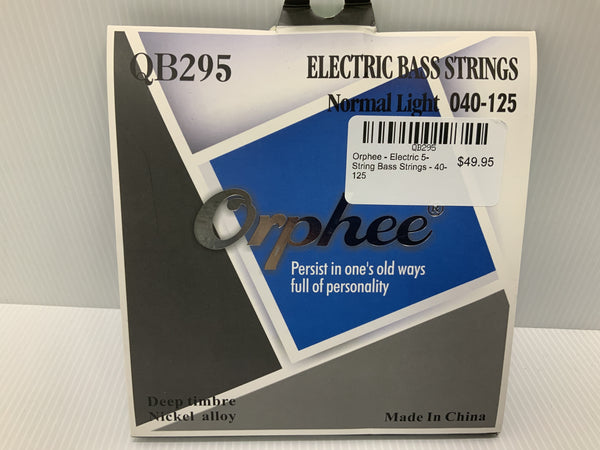 QB295
ELECTRIC BASS STRINGS
Normal Light 040-125
QB295
Orphee - Electric 5-
String Bass Strings - 40-
125
$49.95
Orphee®
Persist in one's old ways
full of personality
Deep timbre
Nickel alloy
Made In China